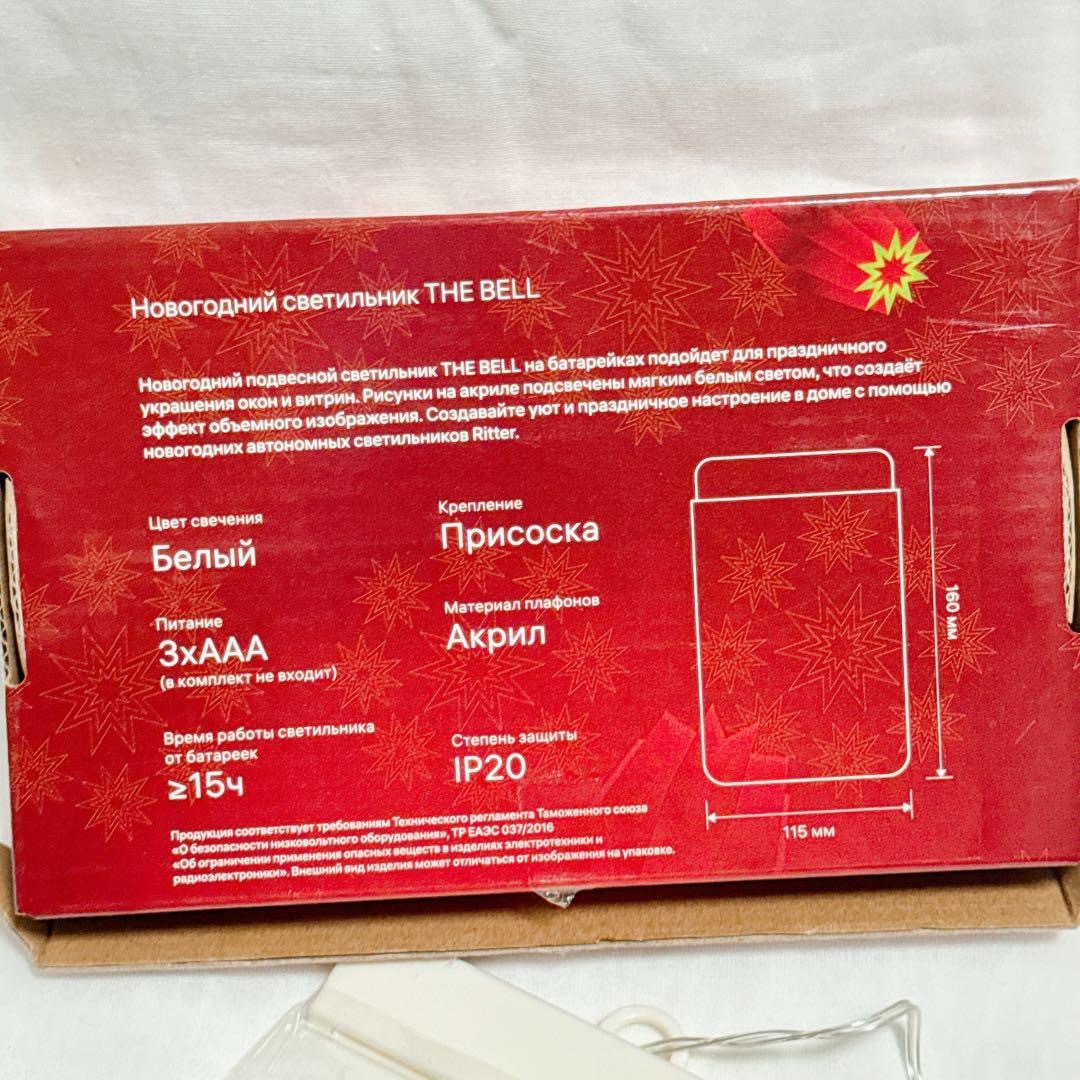 Новогодний светильник THE BELL
Новогодний подвесной светильник THE BELL на батарейках подойдет для праздничного
украшения окон и витрин. Рисунки на акриле подсвечены мягким белым светом, что создаёт
эффект объемного изображения. Создавайте уют и праздничное настроение в доме с помощью
новогодних автономных светильников Ritter.
Цвет свечения
Белый
Крепление
Присоска
Питание
3xAAA
(в комплект не входит)
Материал плафонов
Акрил
Время работы светильника
от батареек
≥15ч
Степень защиты
IP20
160 мм
115 мм
Продукция соответствует требованиям Технического регламента Таможенного союза
«О безопасности низковольтного оборудования», ТР ЕАЭС 037/2016
«Об ограничении применения опасных веществ в изделиях электротехники и
радиоэлектроники». Внешний вид изделия может отличаться от изображения на упаковке.